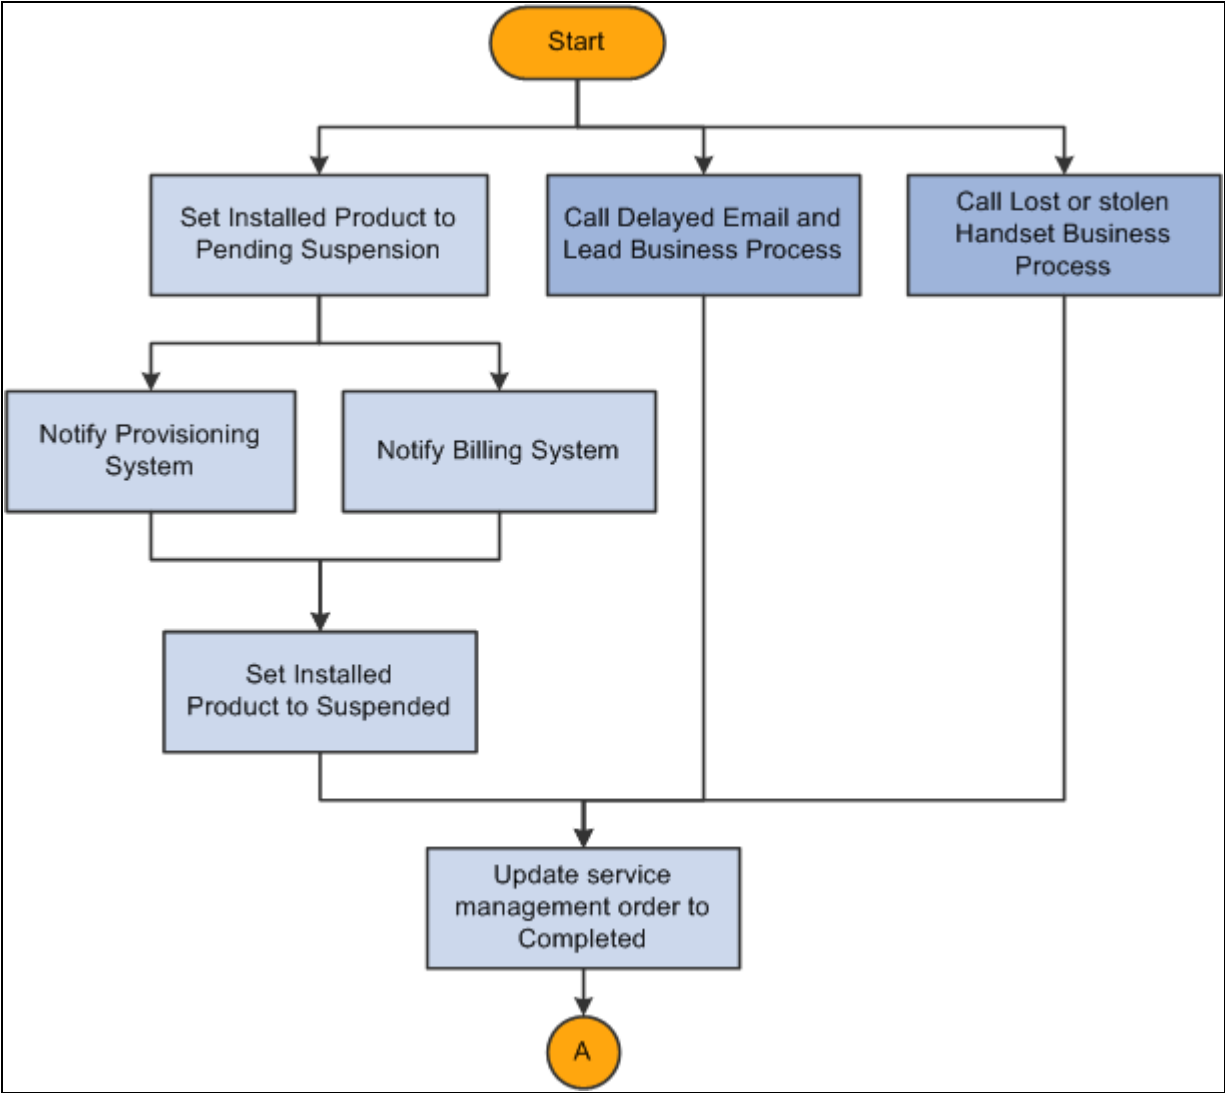 Start
Set Installed Product to
Pending Suspension
Call Delayed Email and
Lead Business Process
Call Lost or stolen
Handset Business
Process
Notify Provisioning
System
Notify Billing System
Set Installed
Product to Suspended
Update service
management order to
Completed
A